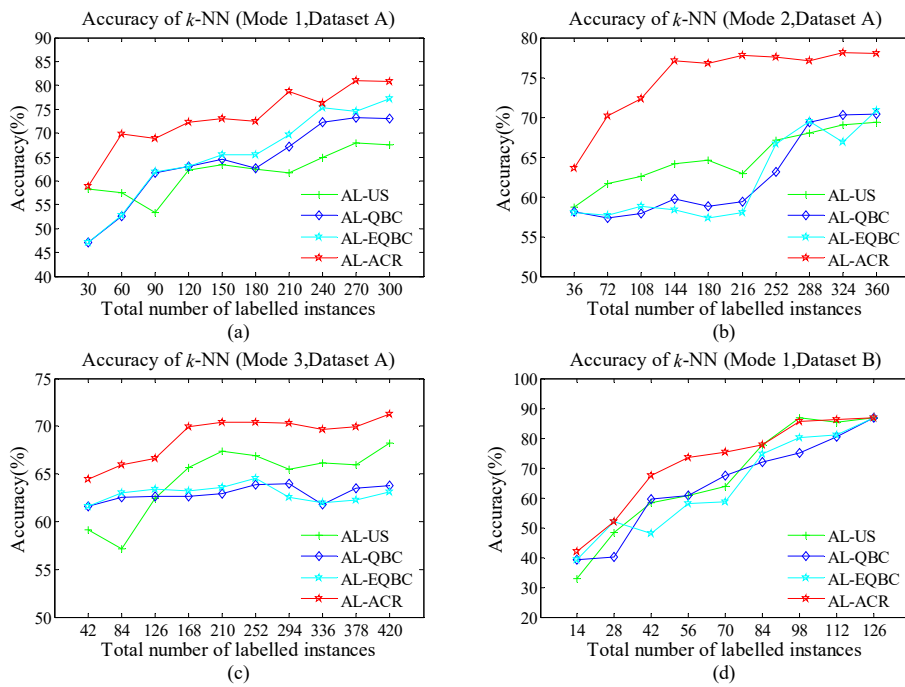 Accuracy of k-NN (Mode 1,Dataset A)
Accuracy(%)
90
85
80
75
70
65
60
55
50
45
40
AL-US
AL-QBC
AL-EQBC
AL-ACR
30 60 90 120 150 180 210 240 270 300
Total number of labelled instances
(a)
Accuracy of k-NN (Mode 2,Dataset A)
Accuracy(%)
80
75
70
65
60
55
50
AL-US
AL-QBC
AL-EQBC
AL-ACR
36 72 108 144 180 216 252 288 324 360
Total number of labelled instances
(b)
Accuracy of k-NN (Mode 3,Dataset A)
Accuracy(%)
75
70
65
60
55
50
AL-US
AL-QBC
AL-EQBC
AL-ACR
42 84 126 168 210 252 294 336 378 420
Total number of labelled instances
(c)
Accuracy of k-NN (Mode 1,Dataset B)
Accuracy(%)
100
90
80
70
60
50
40
30
20
AL-US
AL-QBC
AL-EQBC
AL-ACR
14 28 42 56 70 84 98 112 126
Total number of labelled instances
(d)